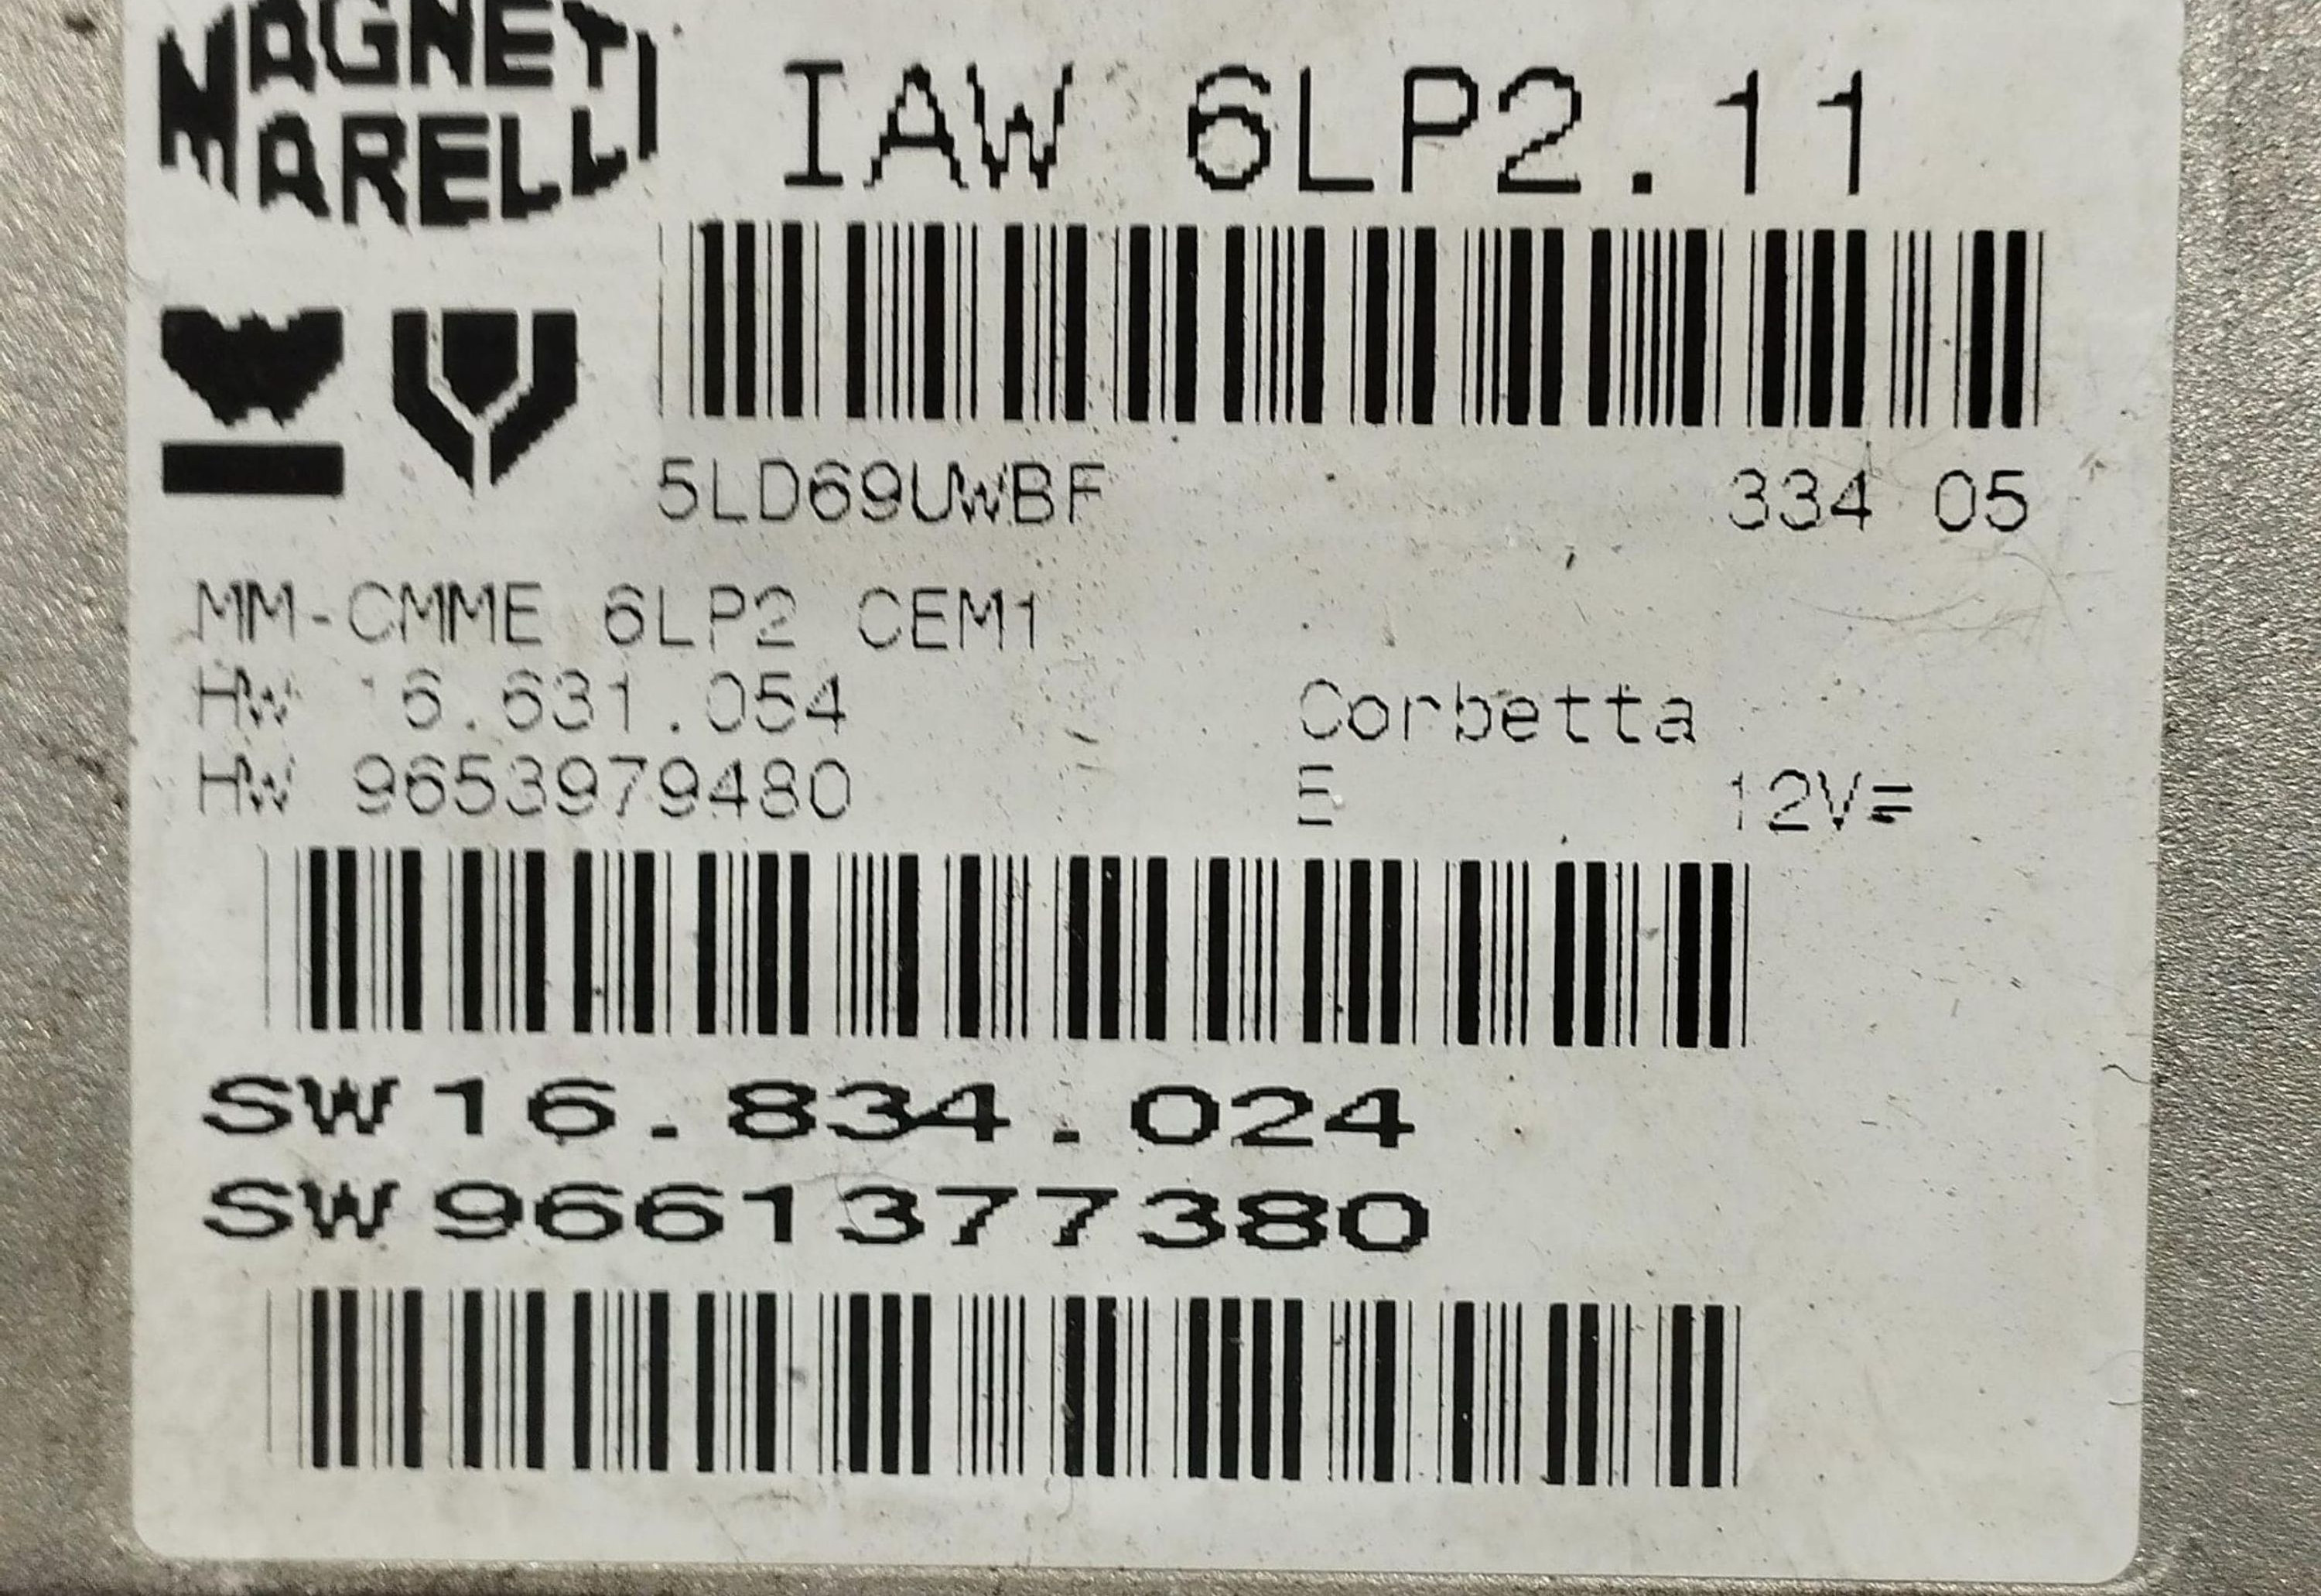 MAGNETI
MARELLI
IAW 6LP2.11
5LD69UWBF 334 05
MM-CMME 6LP2 CEM1
HW 16.631.054 Corbetta
HW 9653979480 E 12V=
SW 16.834.024
SW 9661377380